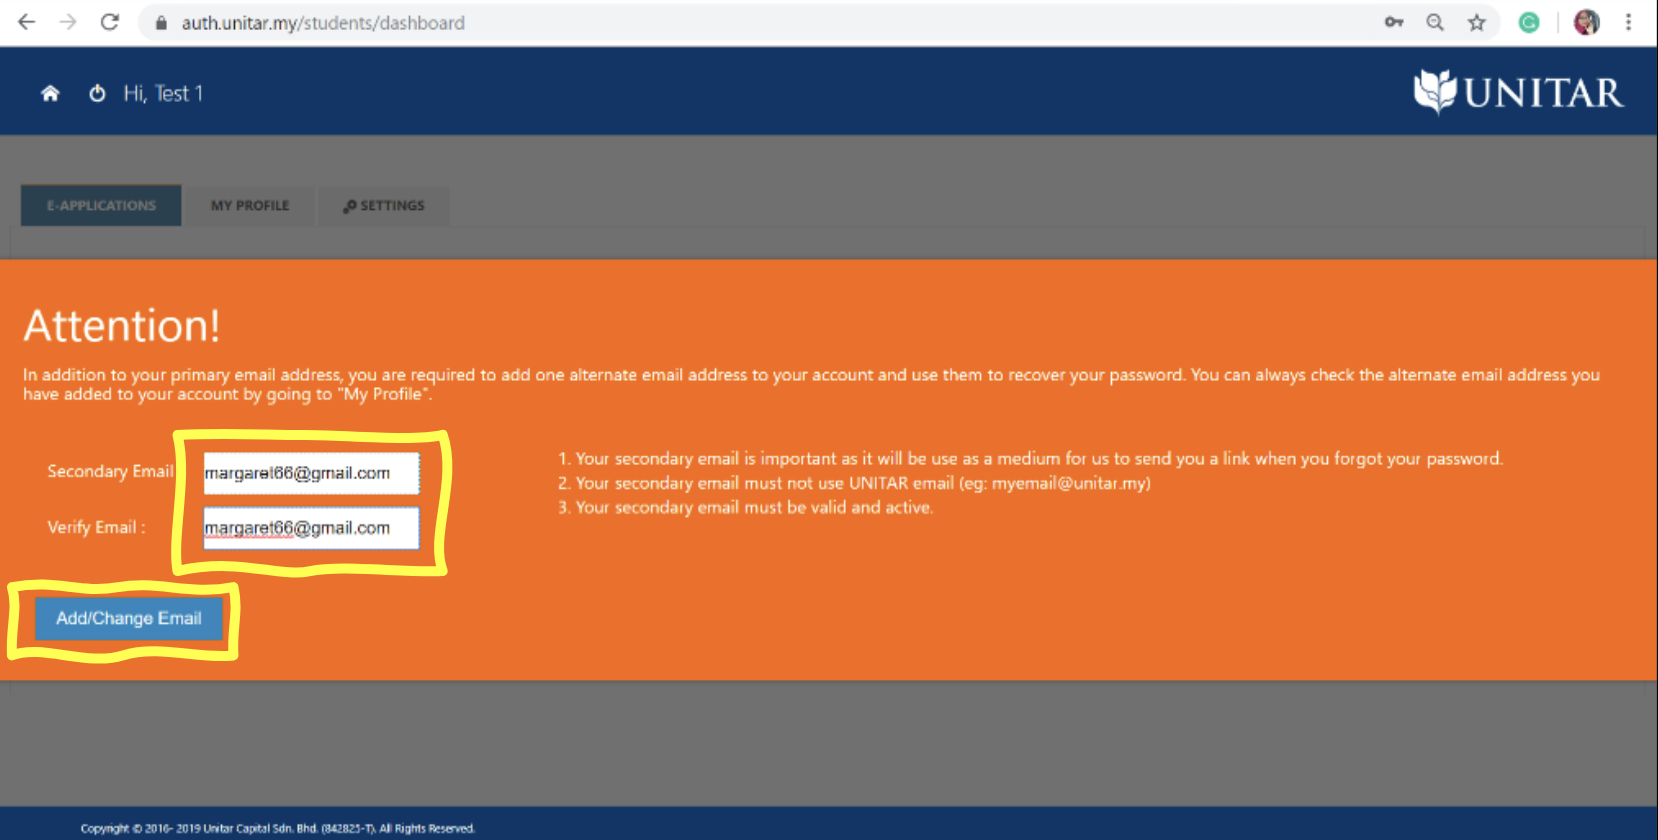 auth.unitar.my/students/dashboard
Hi, Test 1
UNITAR
E-APPLICATIONS
MY PROFILE
SETTINGS
Attention!
In addition to your primary email address, you are required to add one alternate email address to your account and use them to recover your password. You can always check the alternate email address you
have added to your account by going to "My Profile".
Secondary Email
margaret66@gmail.com
Verify Email :
margaret66@gmail.com
1. Your secondary email is important as it will be use as a medium for us to send you a link when you forgot your password.
2. Your secondary email must not use UNITAR email (eg: myemail@unitar.my)
3. Your secondary email must be valid and active.
Add/Change Email
Copyright © 2016- 2019 Unitar Capital Sdn. Bhd. (842825-T). All Rights Reserved.